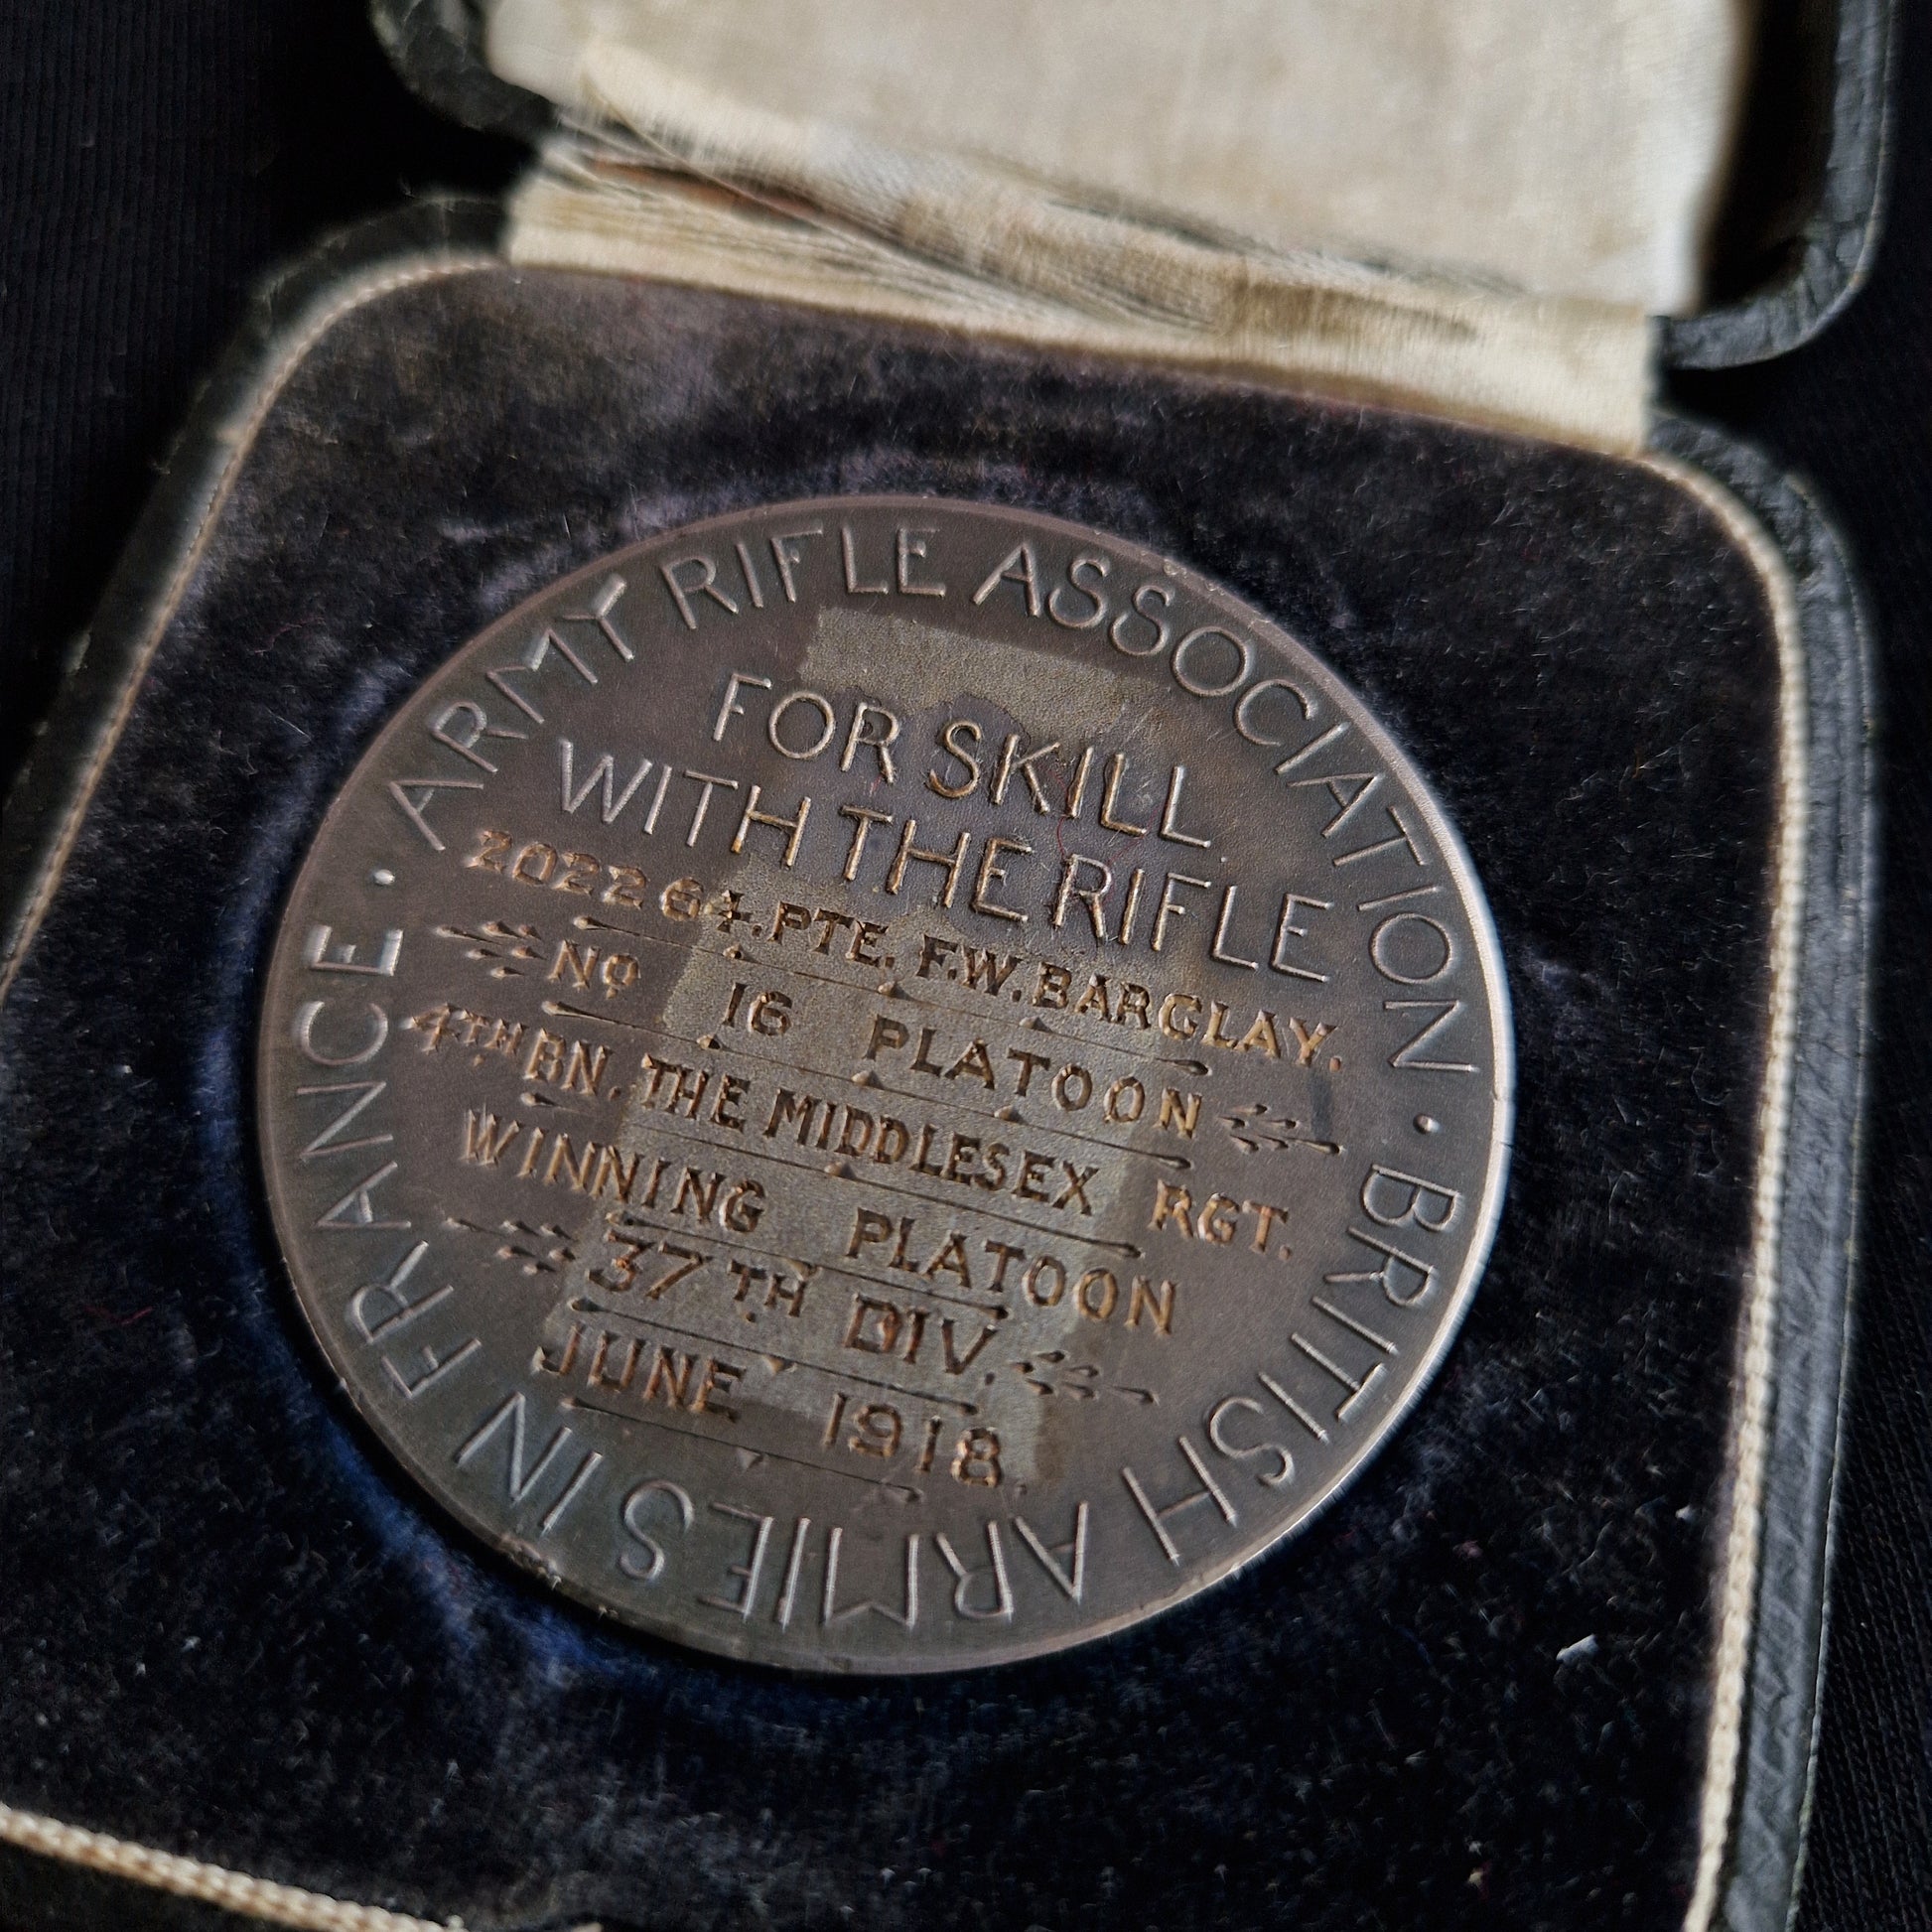 ARMY RIFLE ASSOCIATION · BRITISH ARMIES IN FRANCE ·
FOR SKILL
WITH THE RIFLE
202264. PTE. F.W. BARCLAY.
No 16 PLATOON
4TH BN. THE MIDDLESEX RGT.
WINNING PLATOON
37TH DIV.
JUNE 1918.